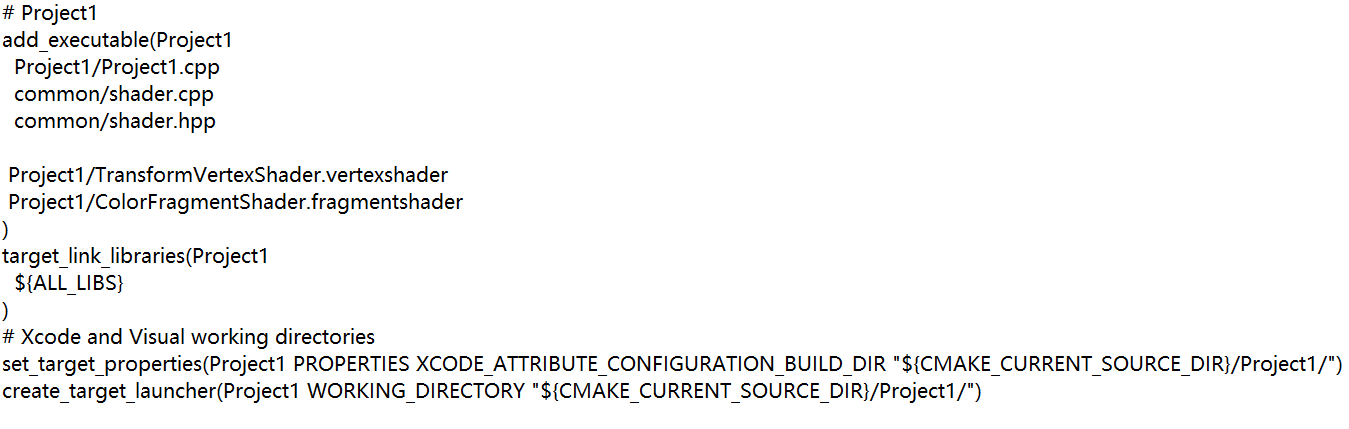 # Project1
add_executable(Project1
  Project1/Project1.cpp
  common/shader.cpp
  common/shader.hpp

 Project1/TransformVertexShader.vertexshader
 Project1/ColorFragmentShader.fragmentshader
)
target_link_libraries(Project1
  ${ALL_LIBS}
)
# Xcode and Visual working directories
set_target_properties(Project1 PROPERTIES XCODE_ATTRIBUTE_CONFIGURATION_BUILD_DIR "${CMAKE_CURRENT_SOURCE_DIR}/Project1/")
create_target_launcher(Project1 WORKING_DIRECTORY "${CMAKE_CURRENT_SOURCE_DIR}/Project1/")